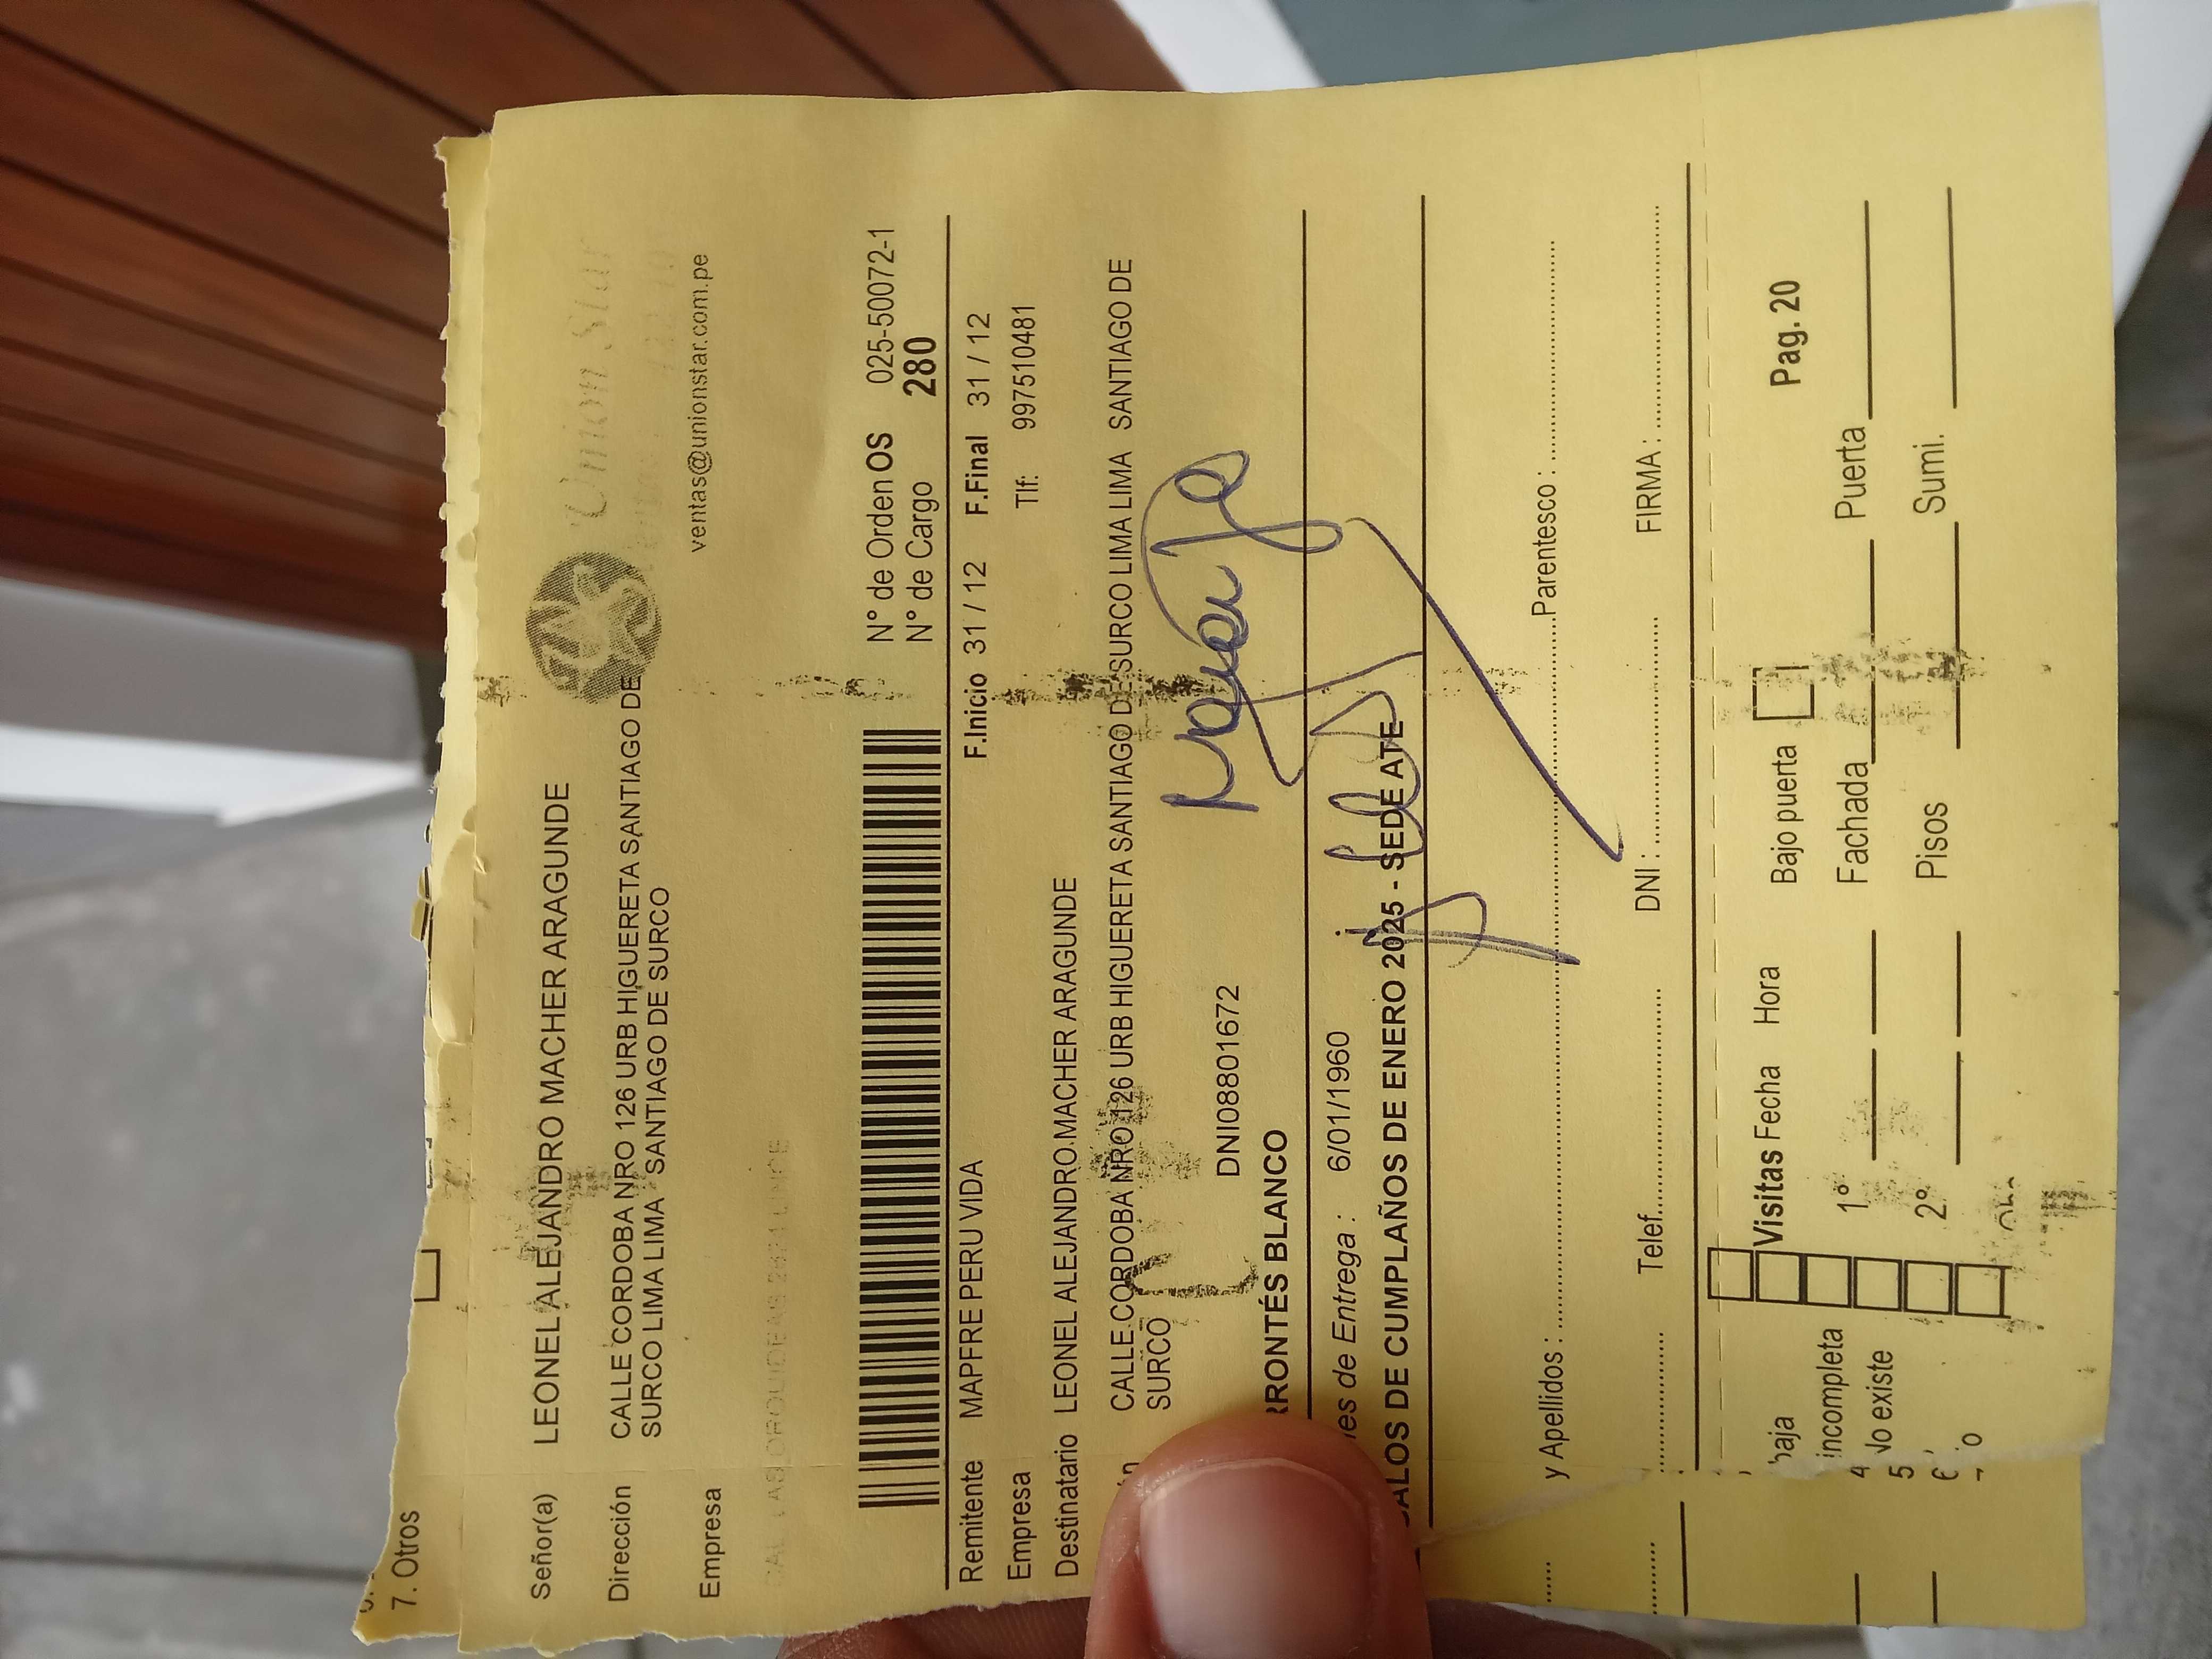 7. Otros
Señor(a) LEONEL ALEJANDRO MACHER ARAGUNDE
Union Star
Dirección CALLE CORDOBA NRO 126 URB HIGUERETA SANTIAGO DE
SURCO LIMA LIMA SANTIAGO DE SURCO
Empresa
ventas@unionstar.com.pe
N° de Orden OS 025-50072-1
N° de Cargo 280
Remitente MAPFRE PERU VIDA F.Inicio 31 / 12 F.Final 31 / 12
Empresa Tlf: 997510481
Destinatario LEONEL ALEJANDRO MACHER ARAGUNDE
CALLE CORDOBA NRO 126 URB HIGUERETA SANTIAGO DE SURCO LIMA LIMA SANTIAGO DE
SURCO
DNI08801672
RRONTÉS BLANCO
es de Entrega : 6/01/1960
ALOS DE CUMPLAÑOS DE ENERO 2025 - SEDE ATE
y Apellidos : Parentesco :
Telef. DNI : FIRMA :
Visitas Fecha Hora Bajo puerta Pag. 20
baja
incompleta 1° Fachada Puerta
No existe 2° Pisos Sumi.